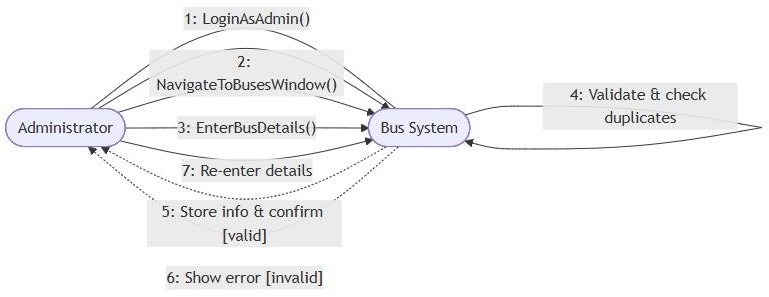 1: LoginAsAdmin()
2:
NavigateToBusesWindow()
4: Validate & check
duplicates
Administrator
3: EnterBusDetails()
Bus System
7: Re-enter details
5: Store info & confirm
[valid]
6: Show error [invalid]